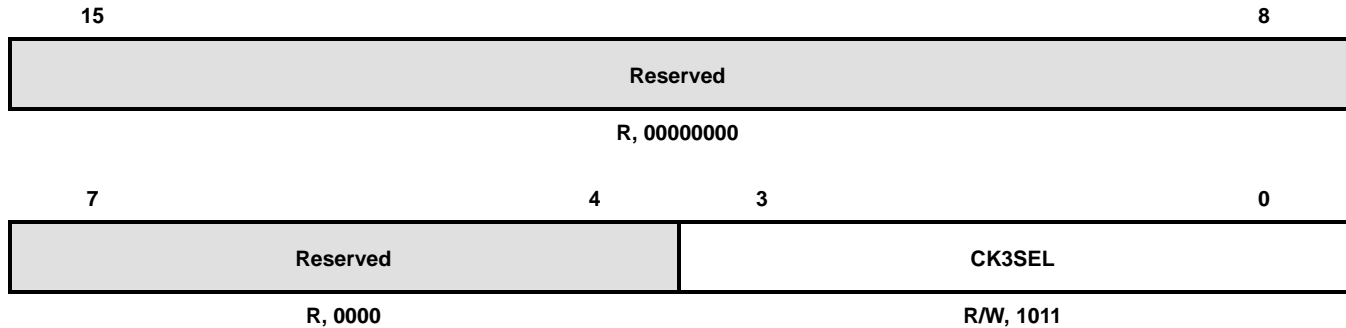 15 8
Reserved
R, 00000000
7 4 3 0
Reserved CK3SEL
R, 0000 R/W, 1011